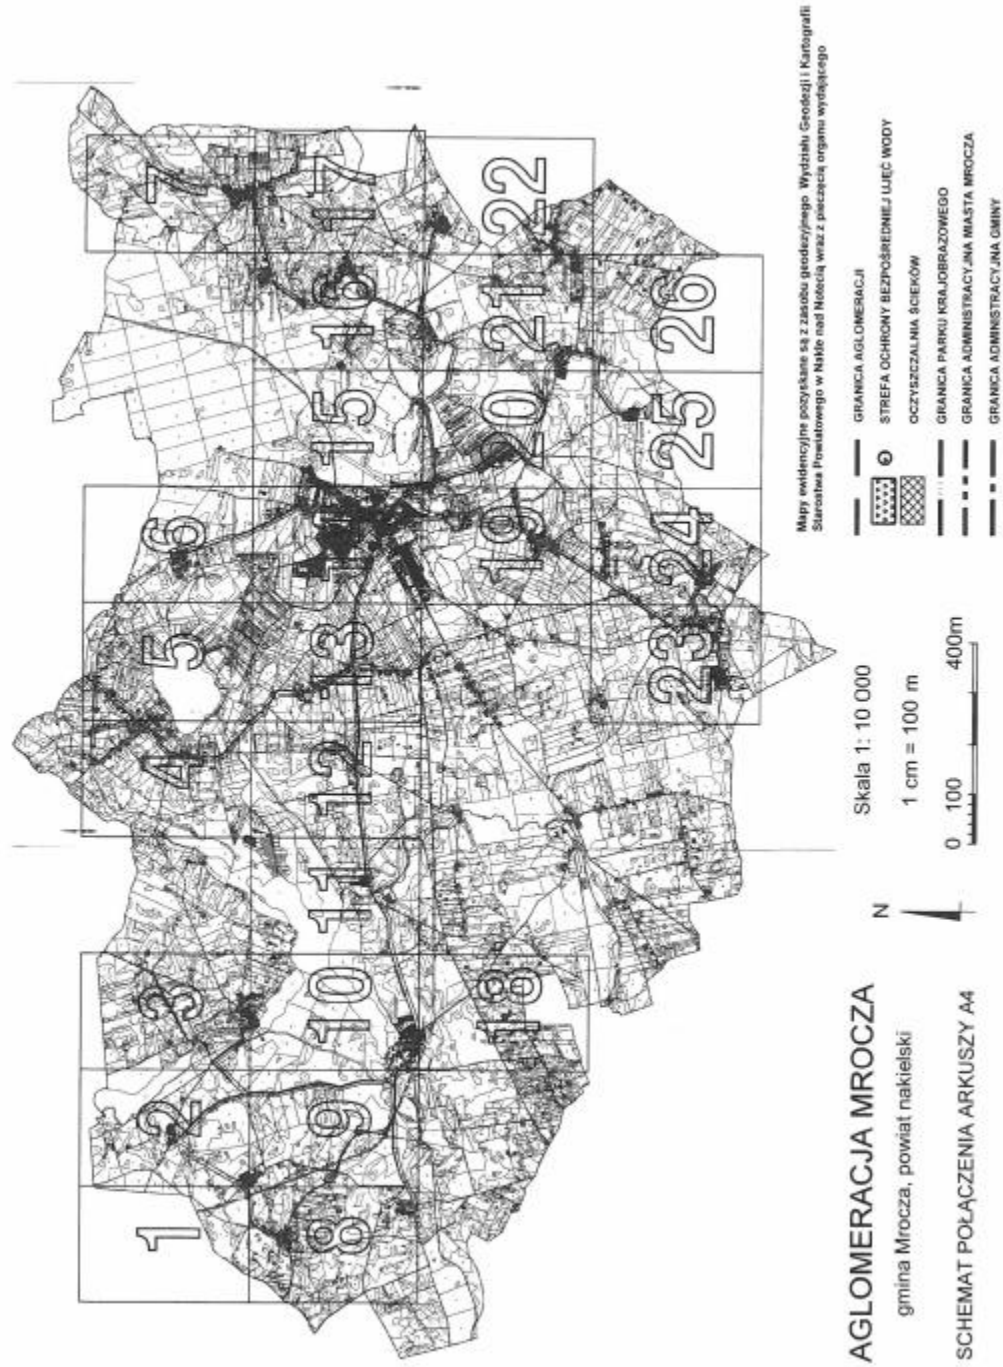 1
2
3
4
5
6
7
8
9
10
11
12
13
14
15
16
17
18
19
20
21
22
23
24
25
26
AGLOMERACJA MROCZA
gmina Mrocza, powiat nakielski
SCHEMAT POŁĄCZENIA ARKUSZY A4
N
Skala 1: 10 000
1 cm = 100 m
0 100 400m
Mapy ewidencyjne pozyskane są z zasobu geodezyjnego Wydziału Geodezji i Kartografii
Starostwa Powiatowego w Nakle nad Notecią wraz z pieczęcią organu wydającego
GRANICA AGLOMERACJI
STREFA OCHRONY BEZPOŚREDNIEJ UJĘĆ WODY
OCZYSZCZALNIA ŚCIEKÓW
GRANICA PARKU KRAJOBRAZOWEGO
GRANICA ADMINISTRACYJNA MIASTA MROCZA
GRANICA ADMINISTRACYJNA GMINY